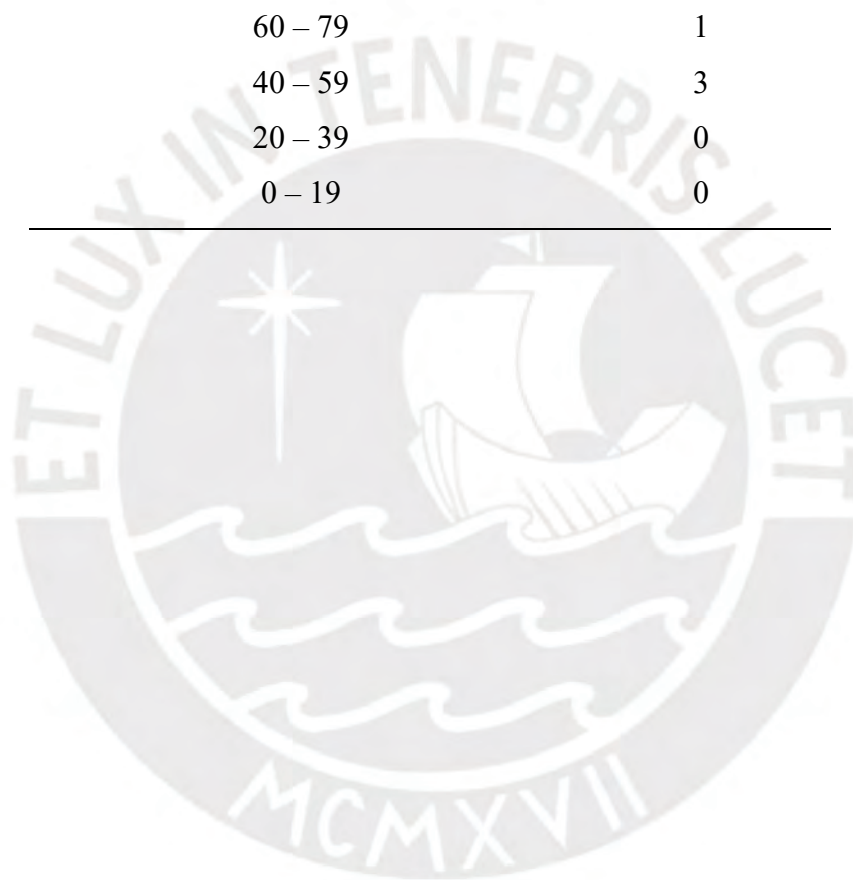 60 – 79 1
40 – 59 3
20 – 39 0
0 – 19 0
ET LUX IN TENEBRIS LUCET
MCMXVII